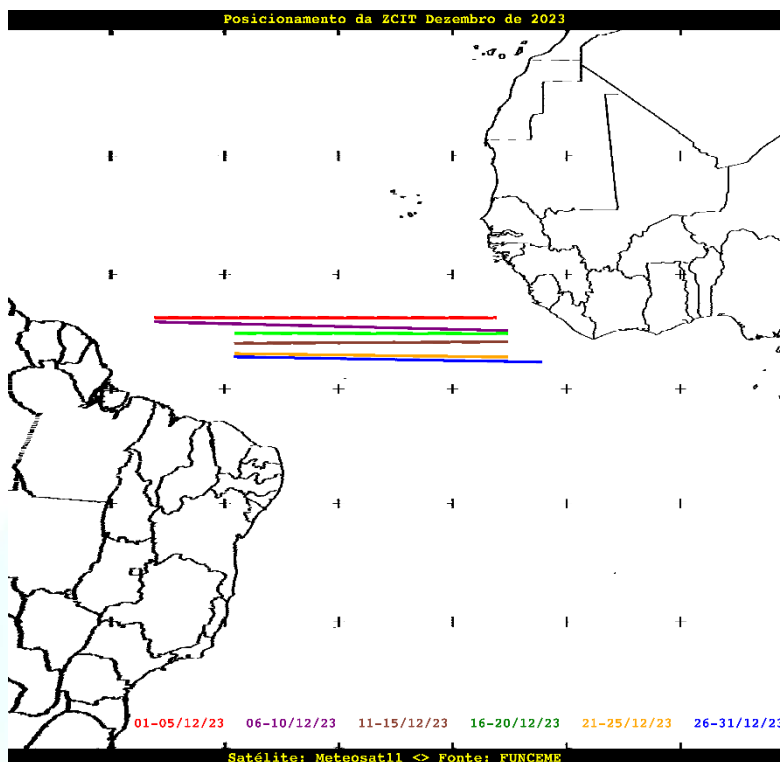 Posicionamento da ZCIT Dezembro de 2023
01-05/12/23 06-10/12/23 11-15/12/23 16-20/12/23 21-25/12/23 26-31/12/23
Satélite: Meteosat11 <> Fonte: FUNCEME